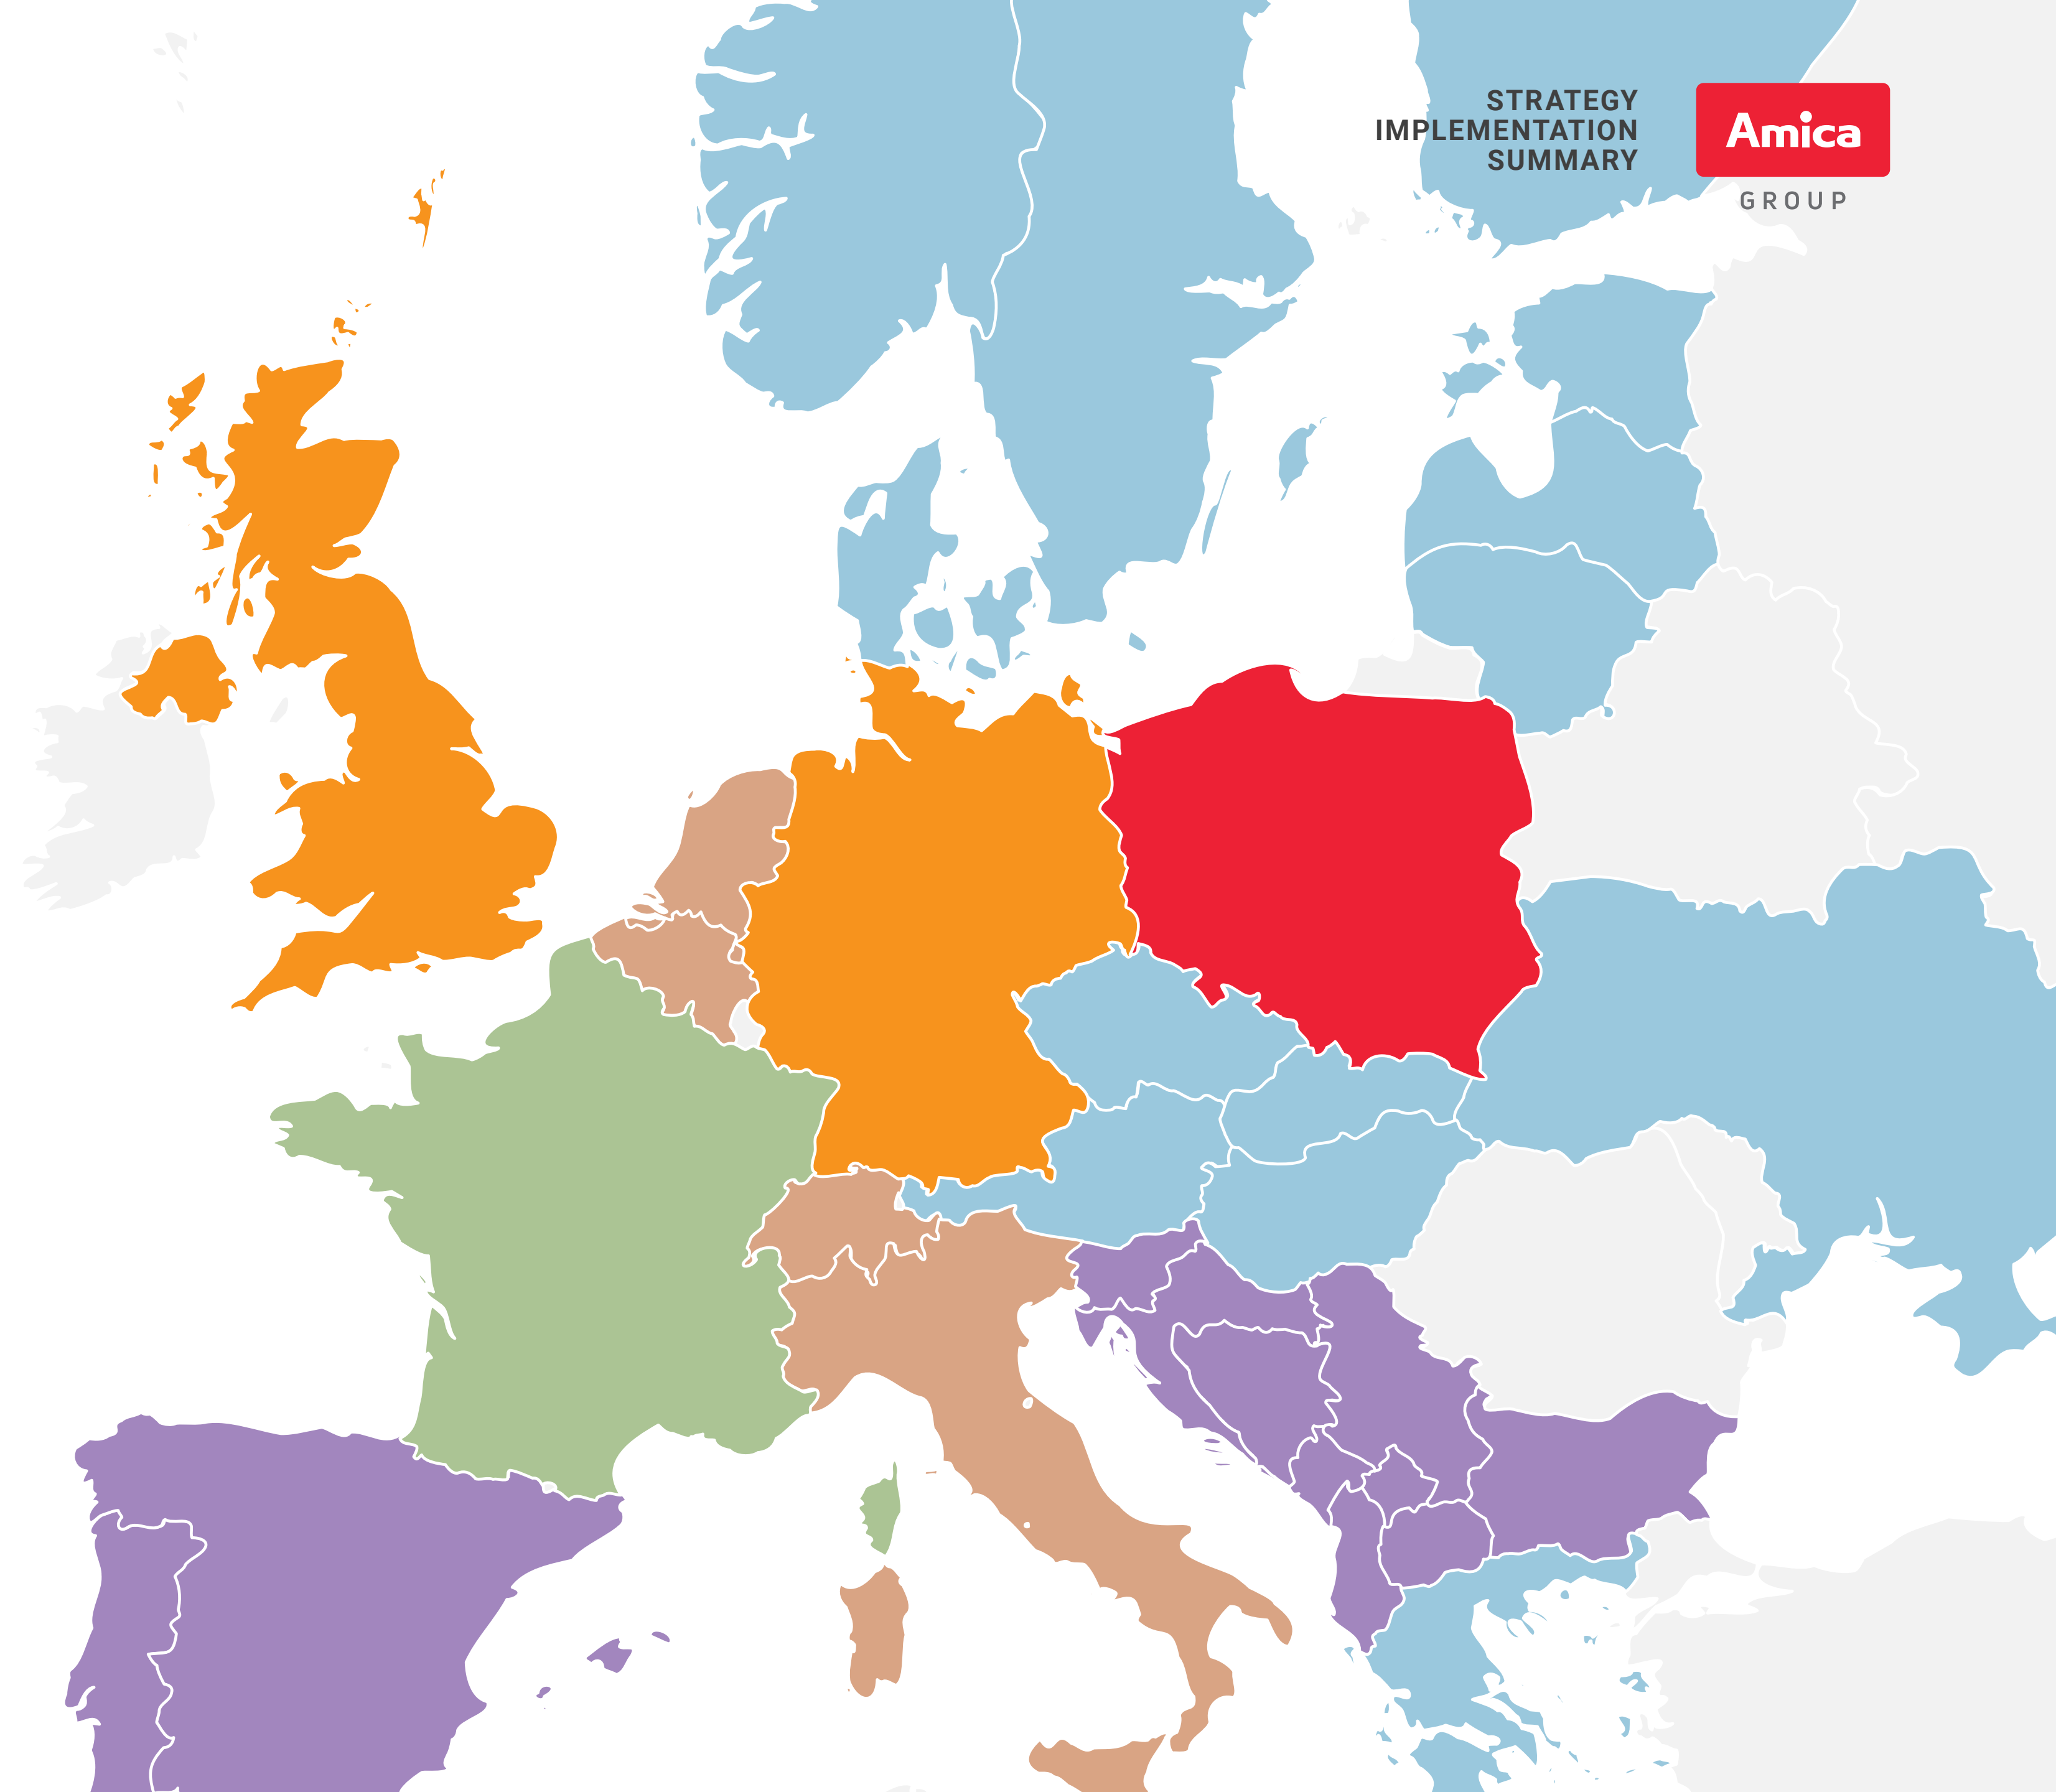 STRATEGY
IMPLEMENTATION
SUMMARY
Amica
GROUP